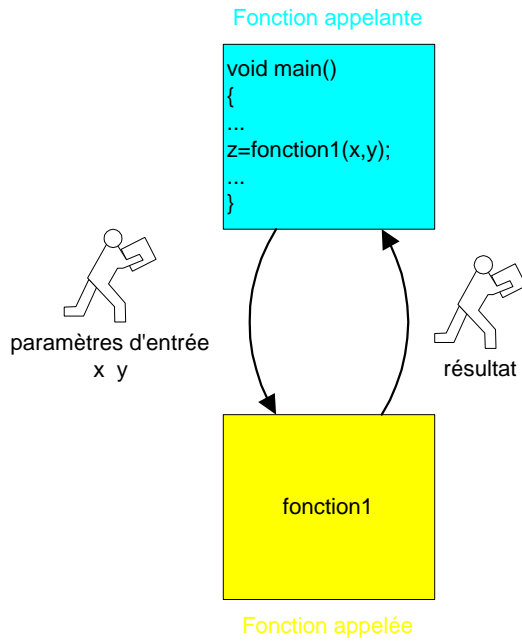 Fonction appelante
void main()
{
...
z=fonction1(x,y);
...
}
paramètres d'entrée
x y
résultat
fonction1
Fonction appelée